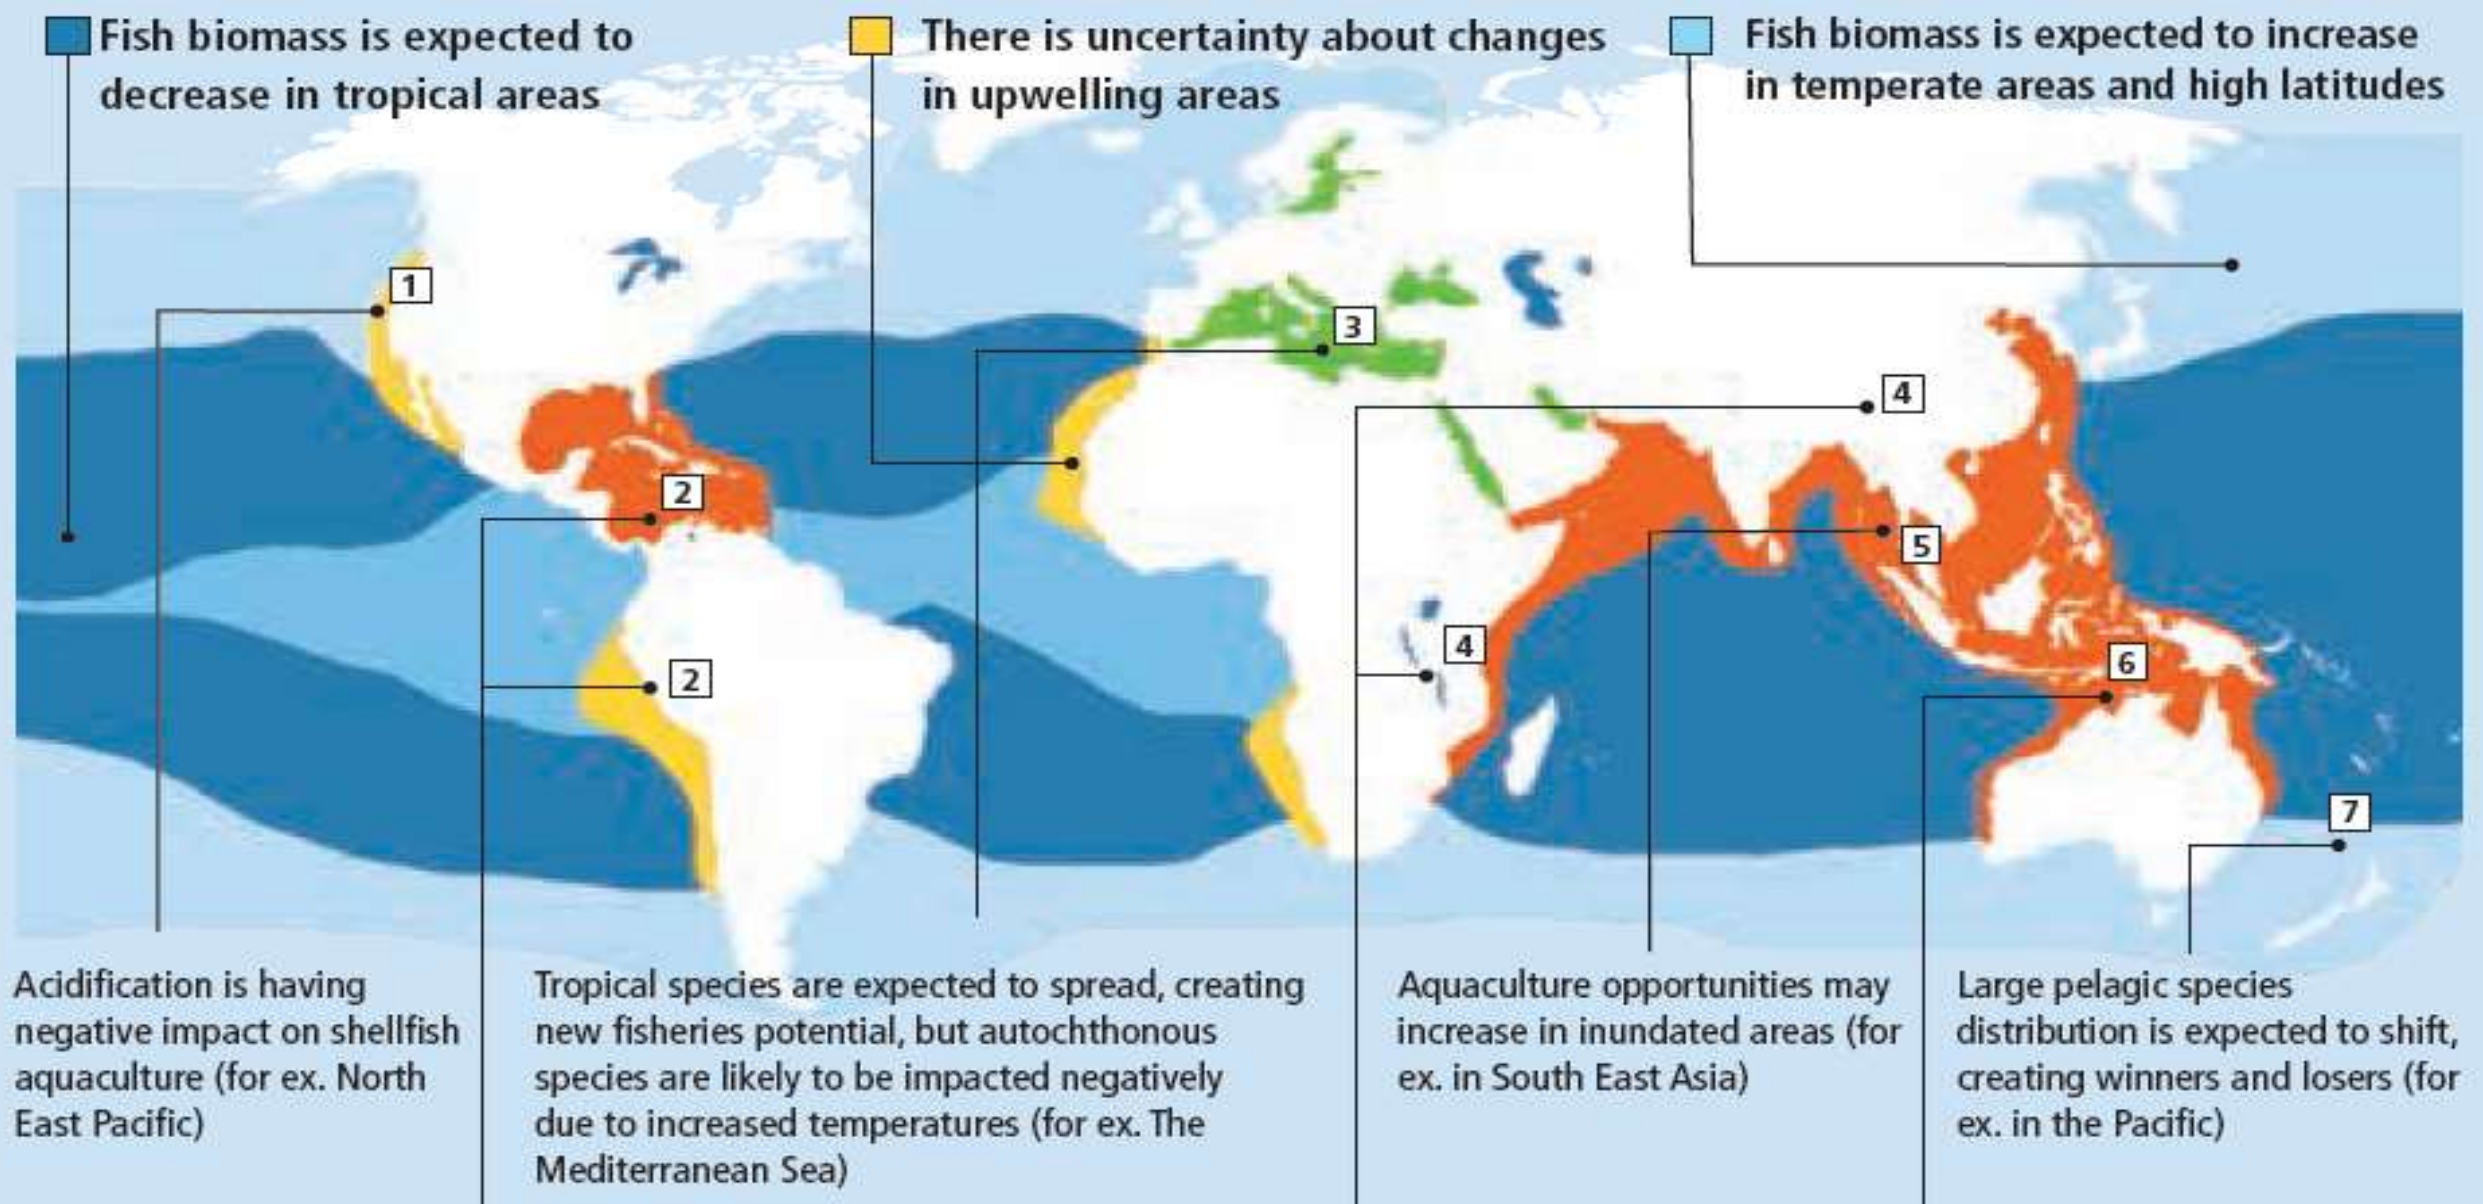 Fish biomass is expected to
decrease in tropical areas
There is uncertainty about changes
in upwelling areas
Fish biomass is expected to increase
in temperate areas and high latitudes
1
2
2
3
4
4
5
6
7
Acidification is having
negative impact on shellfish
aquaculture (for ex. North
East Pacific)
Tropical species are expected to spread, creating
new fisheries potential, but autochthonous
species are likely to be impacted negatively
due to increased temperatures (for ex. The
Mediterranean Sea)
Aquaculture opportunities may
increase in inundated areas (for
ex. in South East Asia)
Large pelagic species
distribution is expected to shift,
creating winners and losers (for
ex. in the Pacific)